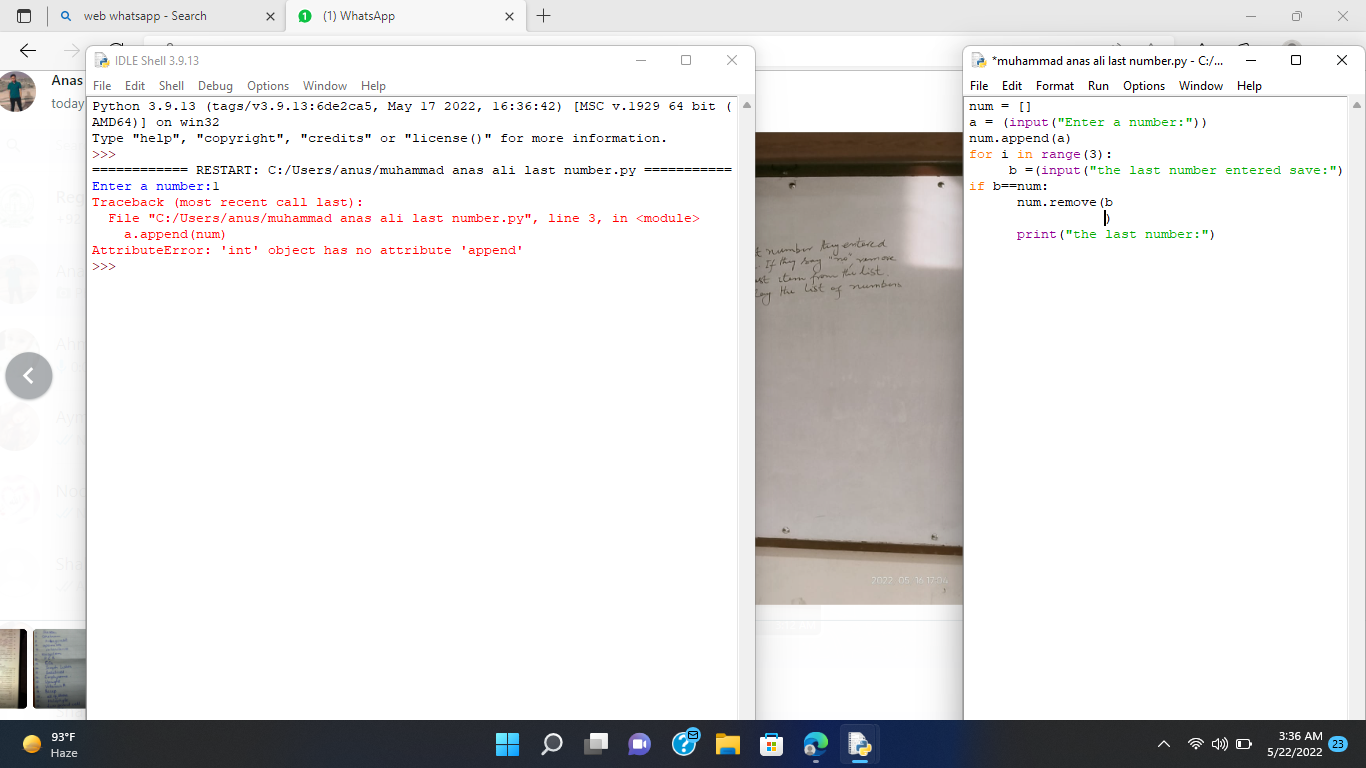 web whatsapp - Search
(1) WhatsApp
Anas
today
IDLE Shell 3.9.13
File Edit Shell Debug Options Window Help
Python 3.9.13 (tags/v3.9.13:6de2ca5, May 17 2022, 16:36:42) [MSC v.1929 64 bit (
AMD64)] on win32
Type "help", "copyright", "credits" or "license()" for more information.
>>>
============ RESTART: C:/Users/anus/muhammad anas ali last number.py ===========
Enter a number:1
Traceback (most recent call last):
File "C:/Users/anus/muhammad anas ali last number.py", line 3, in <module>
a.append(num)
AttributeError: 'int' object has no attribute 'append'
>>>
number they entered
If they say "no", remove
item from the list.
the list of numbers
2022 05 16 17:04
*muhammad anas ali last number.py - C:/...
File Edit Format Run Options Window Help
num = []
a = (input("Enter a number:"))
num.append(a)
for i in range(3):
b =(input("the last number entered save:")
if b==num:
num.remove(b
)
print("the last number:")
93°F
Haze
3:36 AM
5/22/2022
23